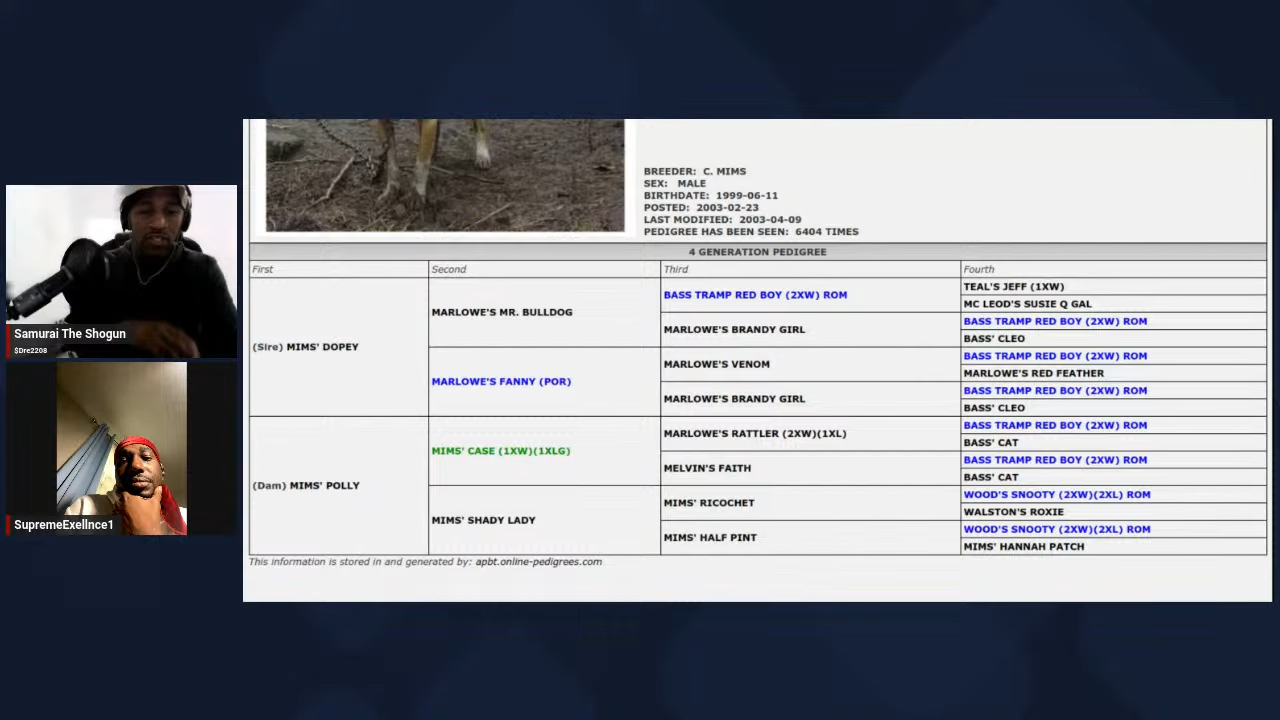 Samurai The Shogun
$Dre2208
SupremeExellnce1
BREEDER: C. MIMS
SEX: MALE
BIRTHDATE: 1999-06-11
POSTED: 2003-02-23
LAST MODIFIED: 2003-04-09
PEDIGREE HAS BEEN SEEN: 6404 TIMES
4 GENERATION PEDIGREE
First Second Third Fourth
(Sire) MIMS' DOPEY
MARLOWE'S MR. BULLDOG
BASS TRAMP RED BOY (2XW) ROM
TEAL'S JEFF (1XW)
MC LEOD'S SUSIE Q GAL
MARLOWE'S BRANDY GIRL
BASS TRAMP RED BOY (2XW) ROM
BASS' CLEO
MARLOWE'S FANNY (POR)
MARLOWE'S VENOM
BASS TRAMP RED BOY (2XW) ROM
MARLOWE'S RED FEATHER
MARLOWE'S BRANDY GIRL
BASS TRAMP RED BOY (2XW) ROM
BASS' CLEO
(Dam) MIMS' POLLY
MIMS' CASE (1XW)(1XLG)
MARLOWE'S RATTLER (2XW)(1XL)
BASS TRAMP RED BOY (2XW) ROM
BASS' CAT
MELVIN'S FAITH
BASS TRAMP RED BOY (2XW) ROM
BASS' CAT
MIMS' SHADY LADY
MIMS' RICOCHET
WOOD'S SNOOTY (2XW)(2XL) ROM
WALSTON'S ROXIE
MIMS' HALF PINT
WOOD'S SNOOTY (2XW)(2XL) ROM
MIMS' HANNAH PATCH
This information is stored in and generated by: apbt.online-pedigrees.com